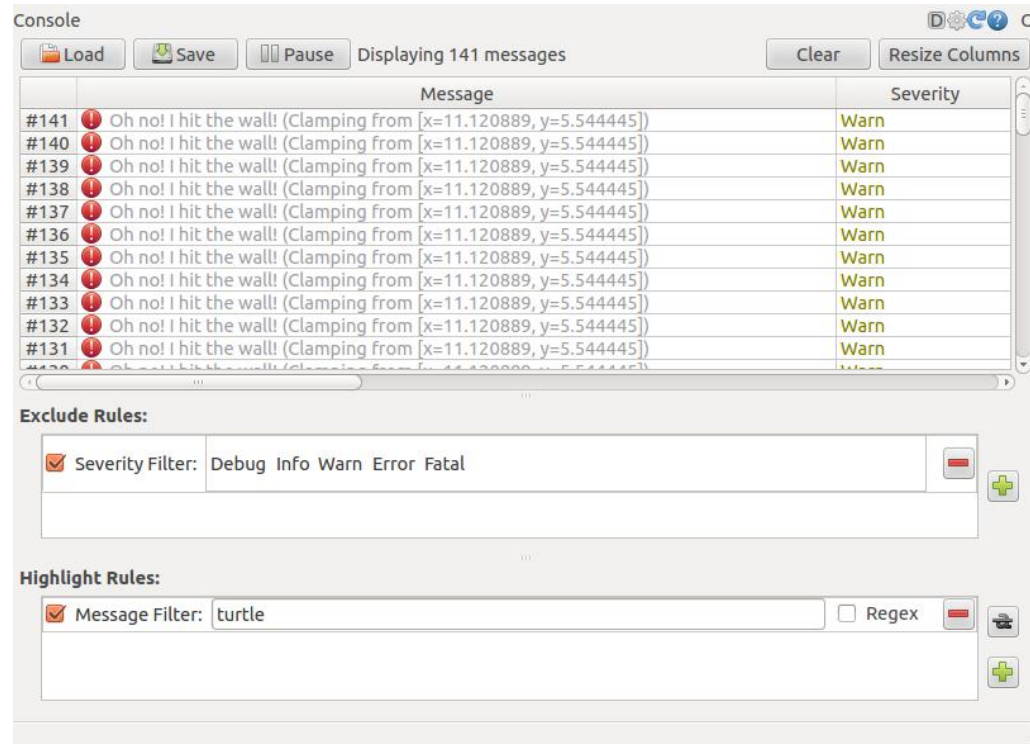 Console D C
Load Save Pause Displaying 141 messages Clear Resize Columns
Message Severity
#141 Oh no! I hit the wall! (Clamping from [x=11.120889, y=5.544445]) Warn
#140 Oh no! I hit the wall! (Clamping from [x=11.120889, y=5.544445]) Warn
#139 Oh no! I hit the wall! (Clamping from [x=11.120889, y=5.544445]) Warn
#138 Oh no! I hit the wall! (Clamping from [x=11.120889, y=5.544445]) Warn
#137 Oh no! I hit the wall! (Clamping from [x=11.120889, y=5.544445]) Warn
#136 Oh no! I hit the wall! (Clamping from [x=11.120889, y=5.544445]) Warn
#135 Oh no! I hit the wall! (Clamping from [x=11.120889, y=5.544445]) Warn
#134 Oh no! I hit the wall! (Clamping from [x=11.120889, y=5.544445]) Warn
#133 Oh no! I hit the wall! (Clamping from [x=11.120889, y=5.544445]) Warn
#132 Oh no! I hit the wall! (Clamping from [x=11.120889, y=5.544445]) Warn
#131 Oh no! I hit the wall! (Clamping from [x=11.120889, y=5.544445]) Warn
Exclude Rules:
Severity Filter: Debug Info Warn Error Fatal
Highlight Rules:
Message Filter: turtle Regex